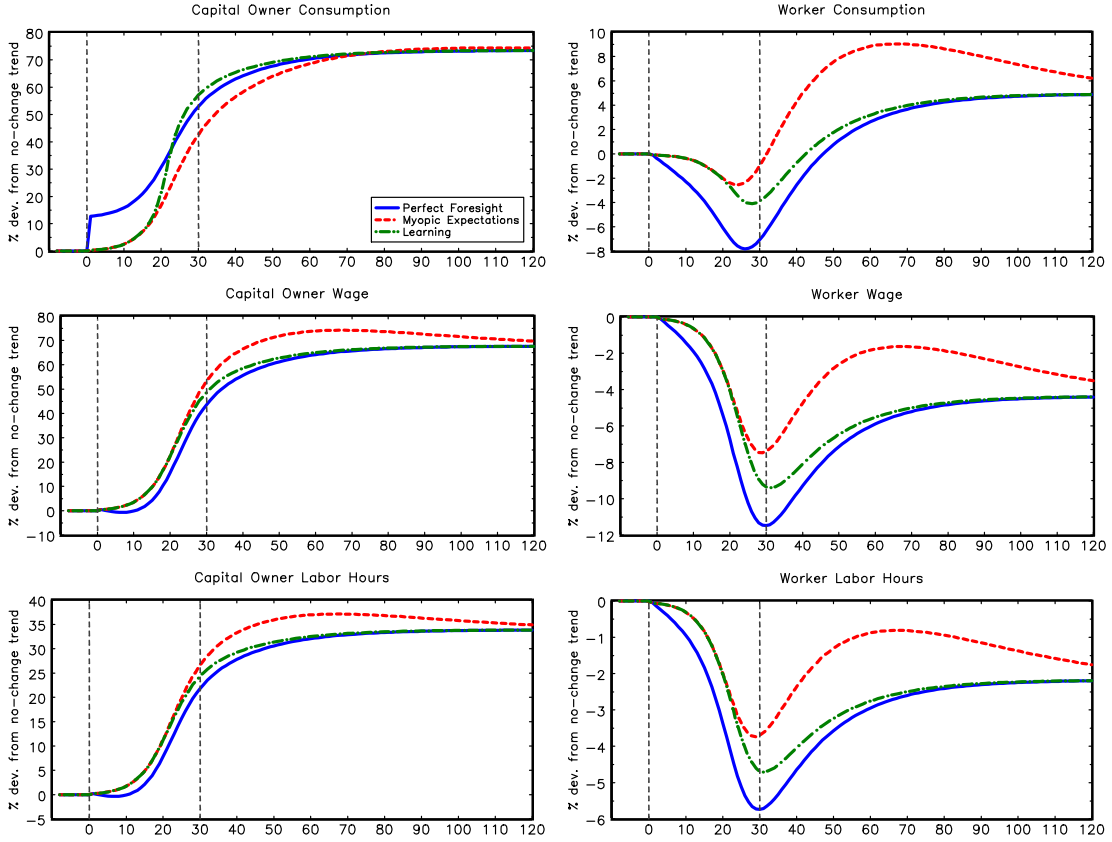 Capital Owner Consumption
% dev. from no-change trend
80
70
60
50
40
30
20
10
0
0 10 20 30 40 50 60 70 80 90 100 110 120
Perfect Foresight
Myopic Expectations
Learning
Worker Consumption
% dev. from no-change trend
10
8
6
4
2
0
-2
-4
-6
-8
0 10 20 30 40 50 60 70 80 90 100 110 120
Capital Owner Wage
% dev. from no-change trend
80
70
60
50
40
30
20
10
0
-10
0 10 20 30 40 50 60 70 80 90 100 110 120
Worker Wage
% dev. from no-change trend
0
-2
-4
-6
-8
-10
-12
0 10 20 30 40 50 60 70 80 90 100 110 120
Capital Owner Labor Hours
% dev. from no-change trend
40
35
30
25
20
15
10
5
0
-5
0 10 20 30 40 50 60 70 80 90 100 110 120
Worker Labor Hours
% dev. from no-change trend
0
-1
-2
-3
-4
-5
-6
0 10 20 30 40 50 60 70 80 90 100 110 120